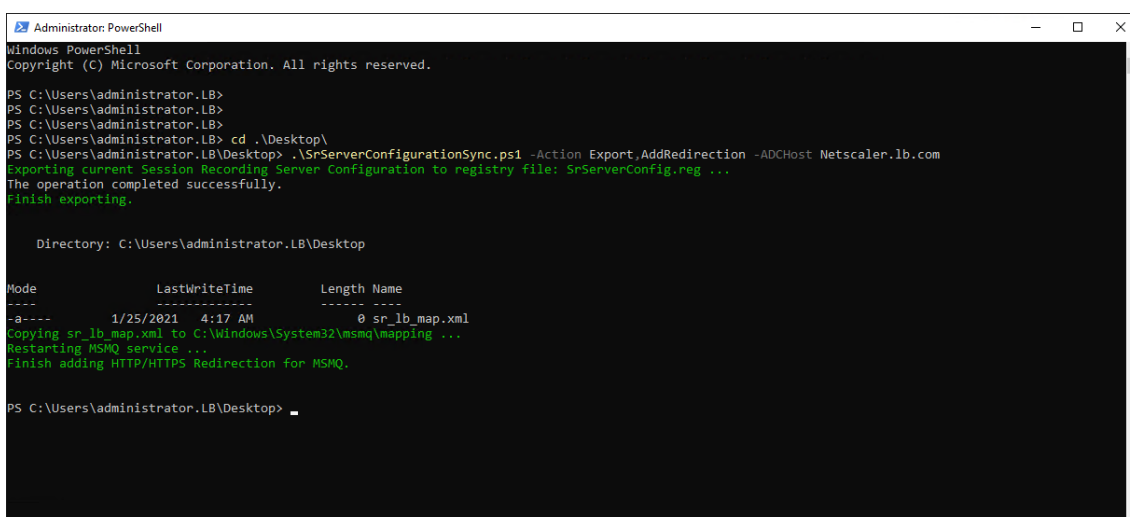 Administrator: PowerShell
Windows PowerShell
Copyright (C) Microsoft Corporation. All rights reserved.
PS C:\Users\administrator.LB>
PS C:\Users\administrator.LB>
PS C:\Users\administrator.LB>
PS C:\Users\administrator.LB> cd .\Desktop\
PS C:\Users\administrator.LB\Desktop> .\SrServerConfigurationSync.ps1 -Action Export,AddRedirection -ADCHost Netscaler.lb.com
Exporting current Session Recording Server Configuration to registry file: SrServerConfig.reg ...
The operation completed successfully.
Finish exporting.
Directory: C:\Users\administrator.LB\Desktop
Mode LastWriteTime Length Name
---- ------------- ------ ----
-a---- 1/25/2021 4:17 AM 0 sr_lb_map.xml
Copying sr_lb_map.xml to C:\Windows\System32\msmq\mapping ...
Restarting MSMQ service ...
Finish adding HTTP/HTTPS Redirection for MSMQ.
PS C:\Users\administrator.LB\Desktop>